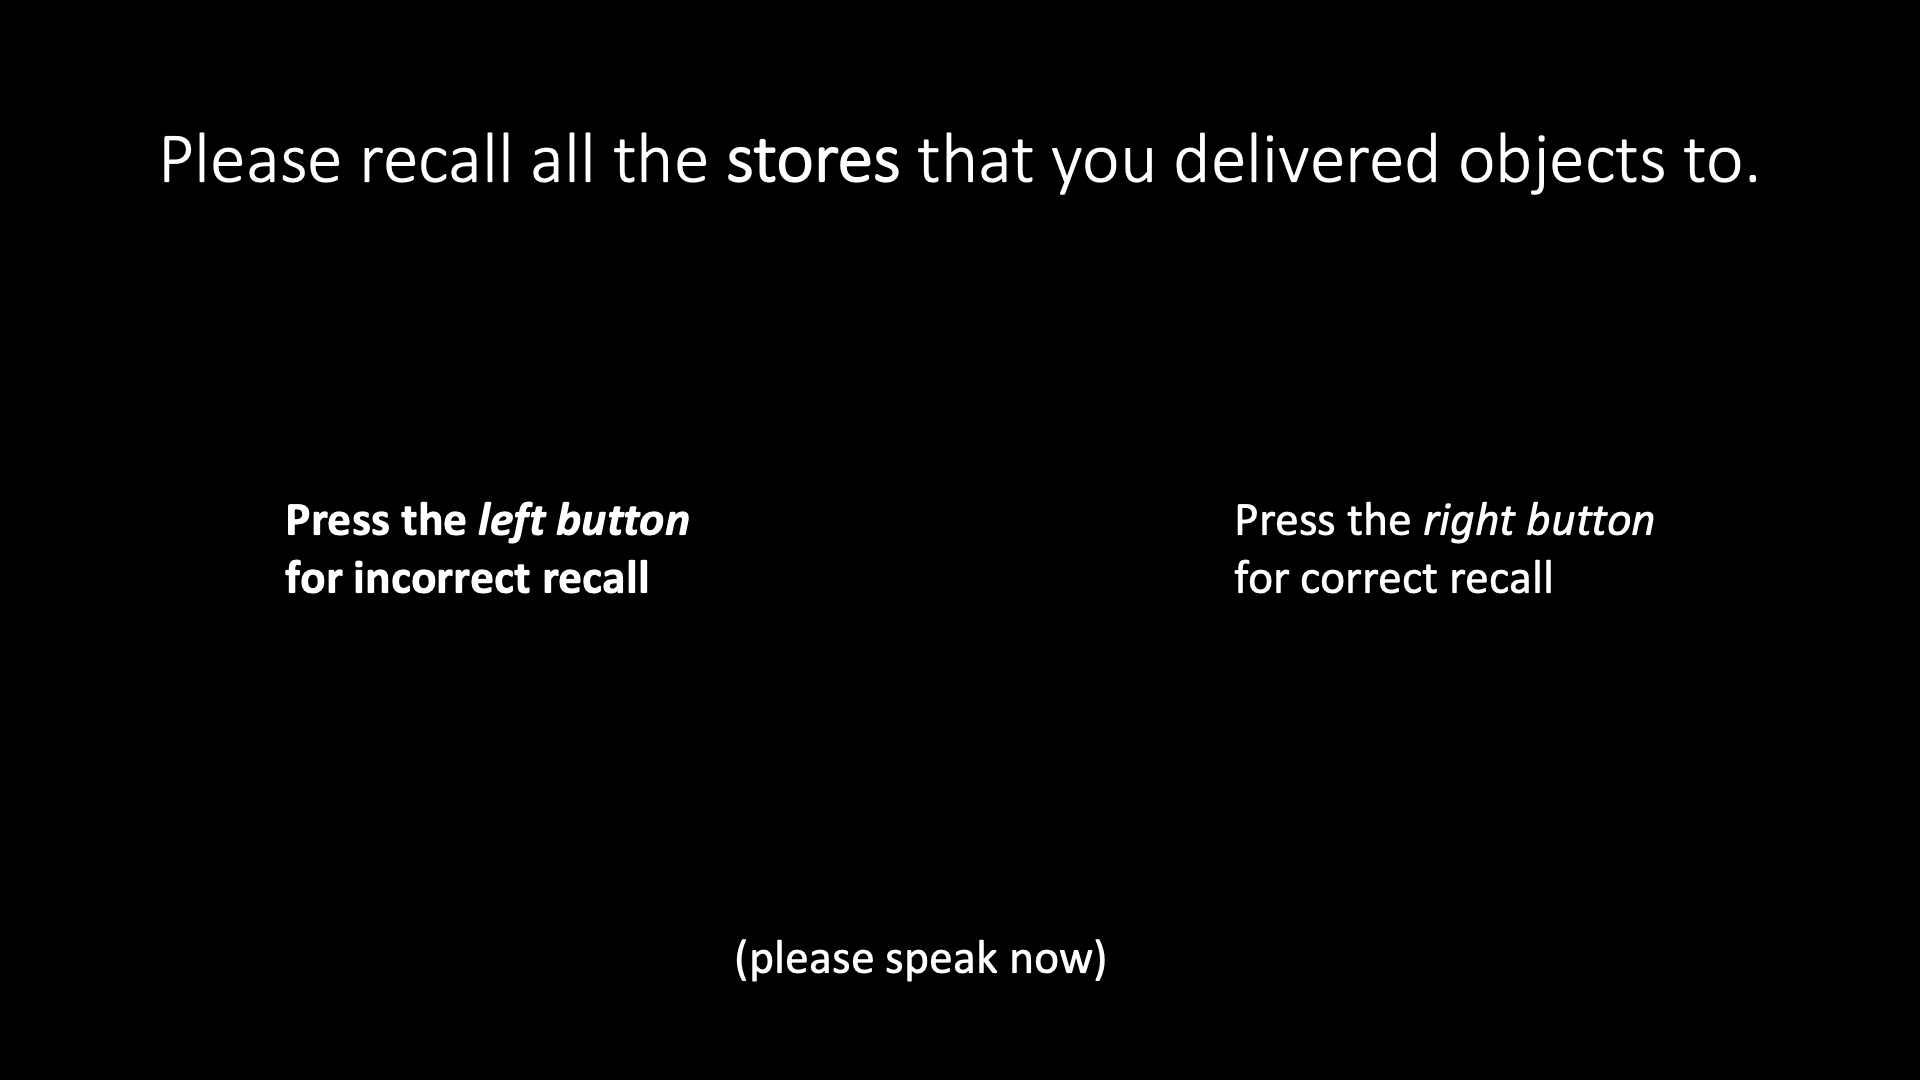 Please recall all the stores that you delivered objects to.
Press the left button
for incorrect recall
Press the right button
for correct recall
(please speak now)